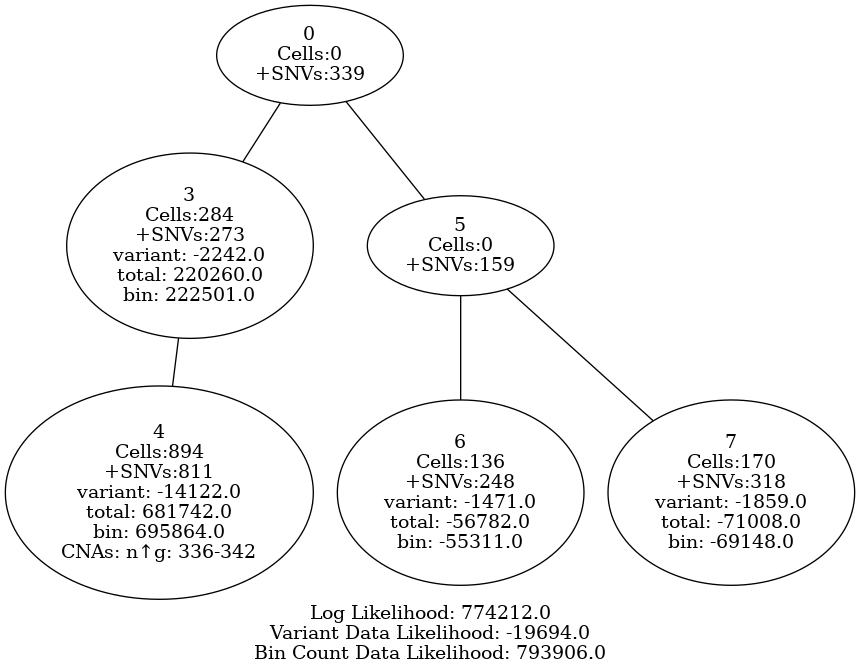 0
Cells:0
+SNVs:339
3
Cells:284
+SNVs:273
variant: -2242.0
total: 220260.0
bin: 222501.0
5
Cells:0
+SNVs:159
4
Cells:894
+SNVs:811
variant: -14122.0
total: 681742.0
bin: 695864.0
CNAs: n↑g: 336-342
6
Cells:136
+SNVs:248
variant: -1471.0
total: -56782.0
bin: -55311.0
7
Cells:170
+SNVs:318
variant: -1859.0
total: -71008.0
bin: -69148.0
Log Likelihood: 774212.0
Variant Data Likelihood: -19694.0
Bin Count Data Likelihood: 793906.0